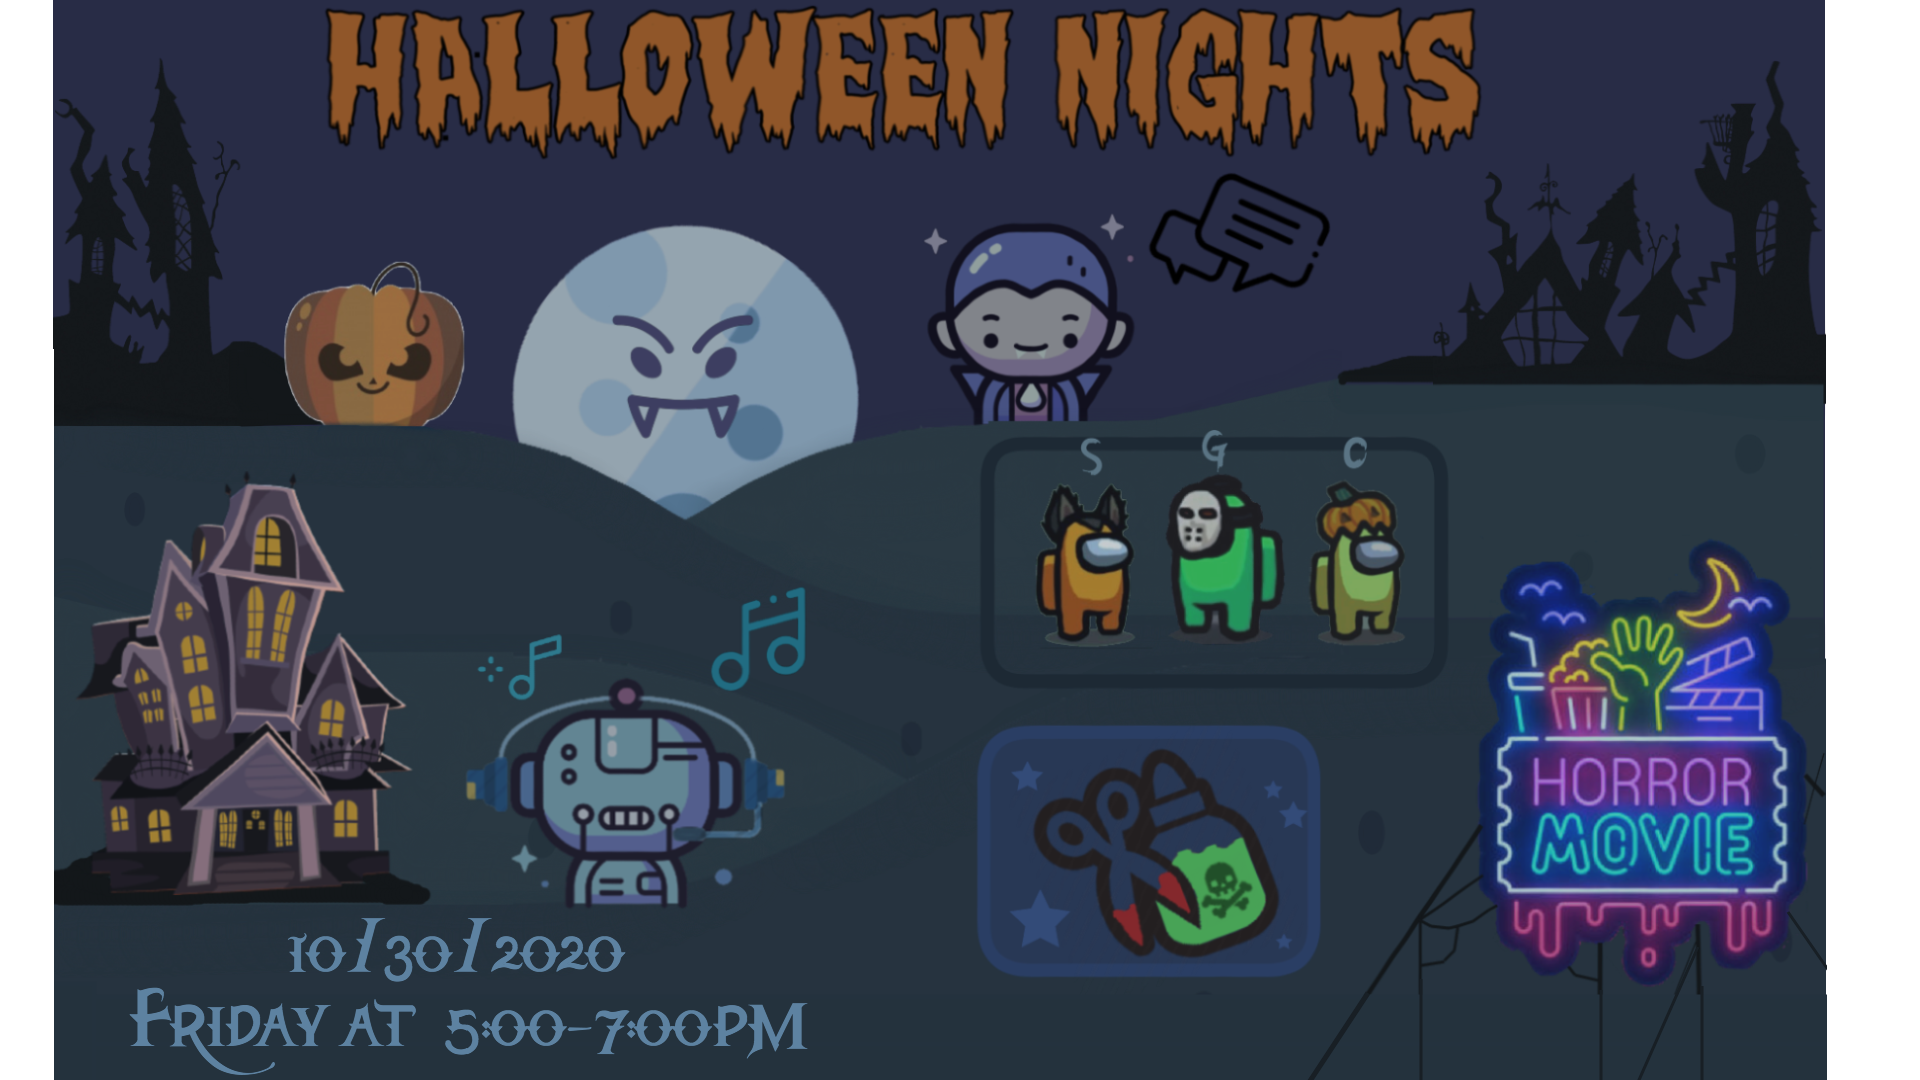 HALLOWEEN NIGHTS
S G O
HORROR
MOVIE
10/30/2020
FRIDAY AT 5:00-7:00PM